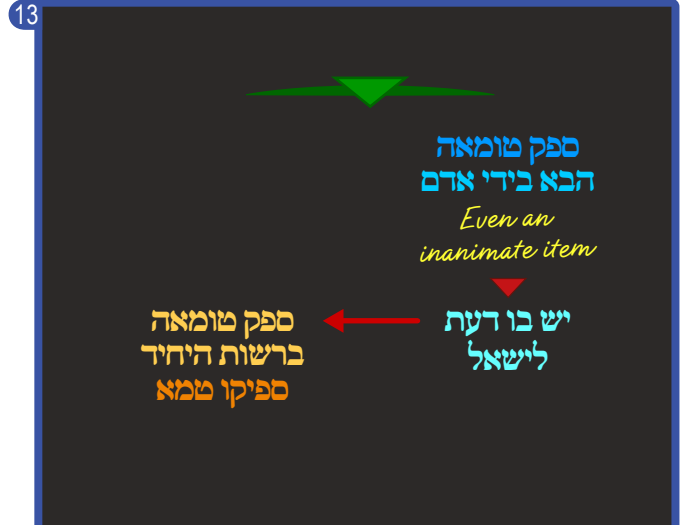 13
ספק טומאה
הבא בידי אדם
Even an
inanimate item
יש בו דעת
לישאל
ספק טומאה
ברשות היחיד
ספיקו טמא